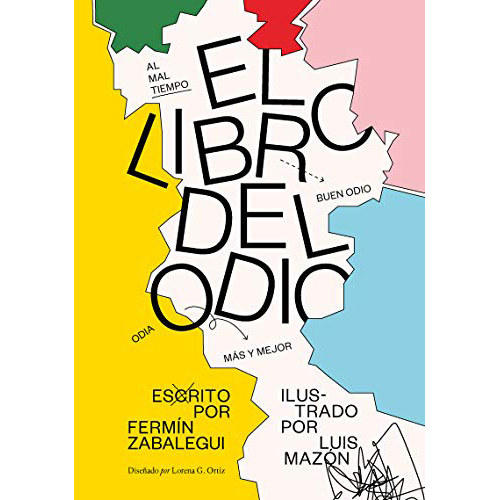 AL
MAL
TIEMPO
EL
LIBRO
DEL
ODIO
BUEN ODIO
ODIA
MÁS Y MEJOR
ESCRITO
POR
FERMÍN
ZABALEGUI
ILUS-
TRADO
POR
LUIS
MAZÓN
Diseñado por Lorena G. Ortiz